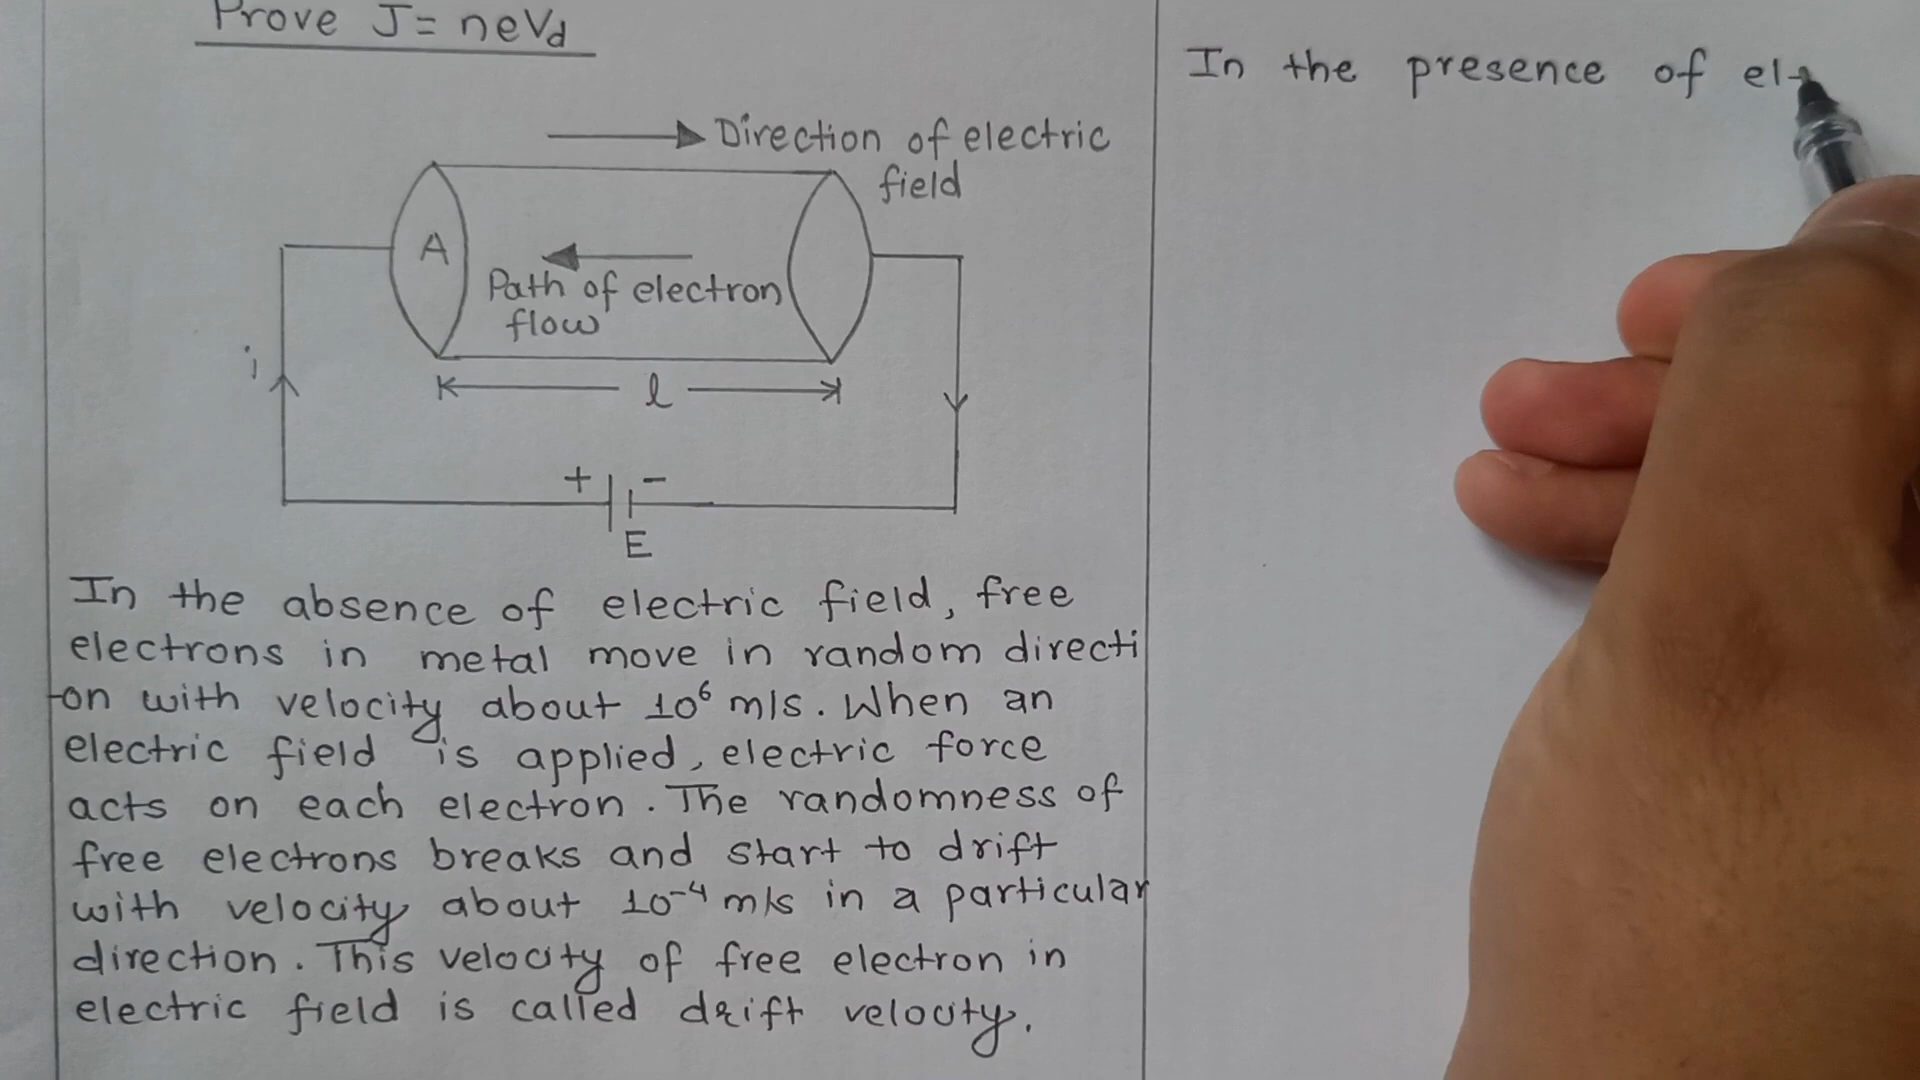 Prove J = neVd
Direction of electric
field
A
Path of electron
flow
i
l
+ -
E
In the absence of electric field, free
electrons in metal move in random directi
-on with velocity about 10⁶ m/s. When an
electric field is applied, electric force
acts on each electron. The randomness of
free electrons breaks and start to drift
with velocity about 10⁻⁴ m/s in a particular
direction. This velocity of free electron in
electric field is called drift velocity.
In the presence of el